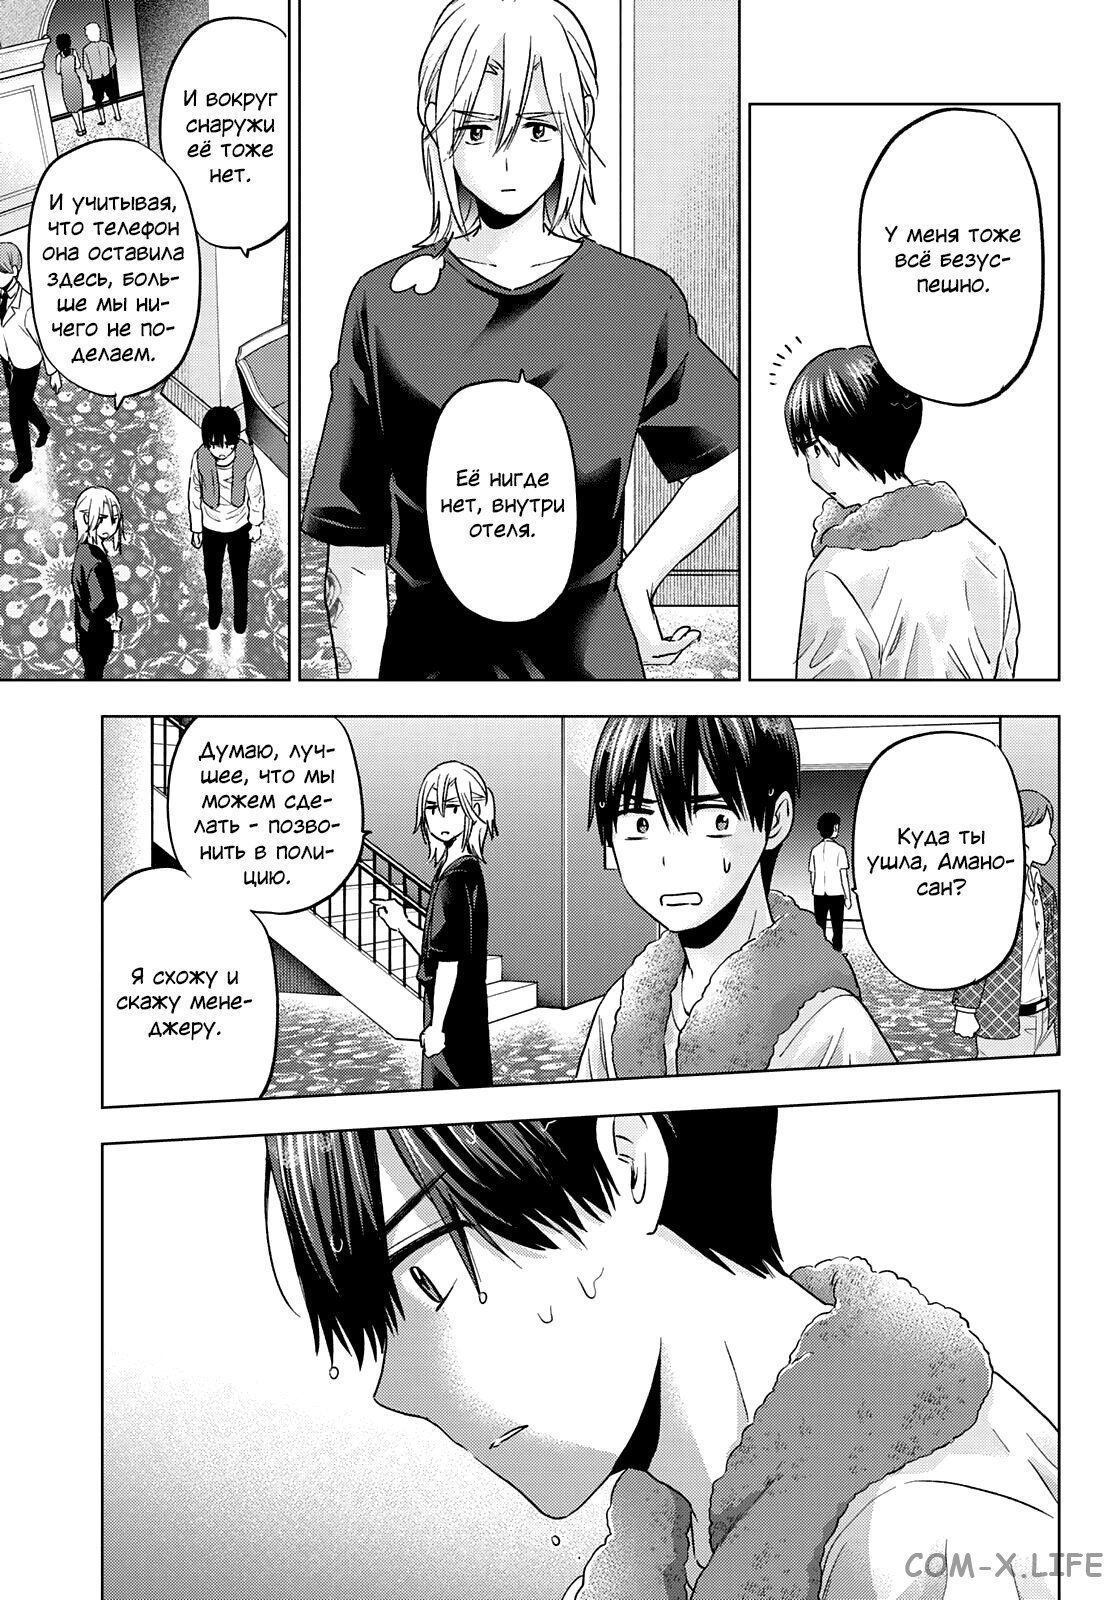 У меня тоже
всё безус-
пешно.
Её нигде
нет, внутри
отеля.
И вокруг
снаружи
её тоже
нет.
И учитывая,
что телефон
она оставила
здесь, боль-
ше мы ни-
чего не по-
делаем.
Куда ты
ушла, Амано-
сан?
Думаю, луч-
шее, что мы
можем сде-
лать - позво-
нить в поли-
цию.
Я схожу и
скажу мене-
джеру.
COM-X.LIFE